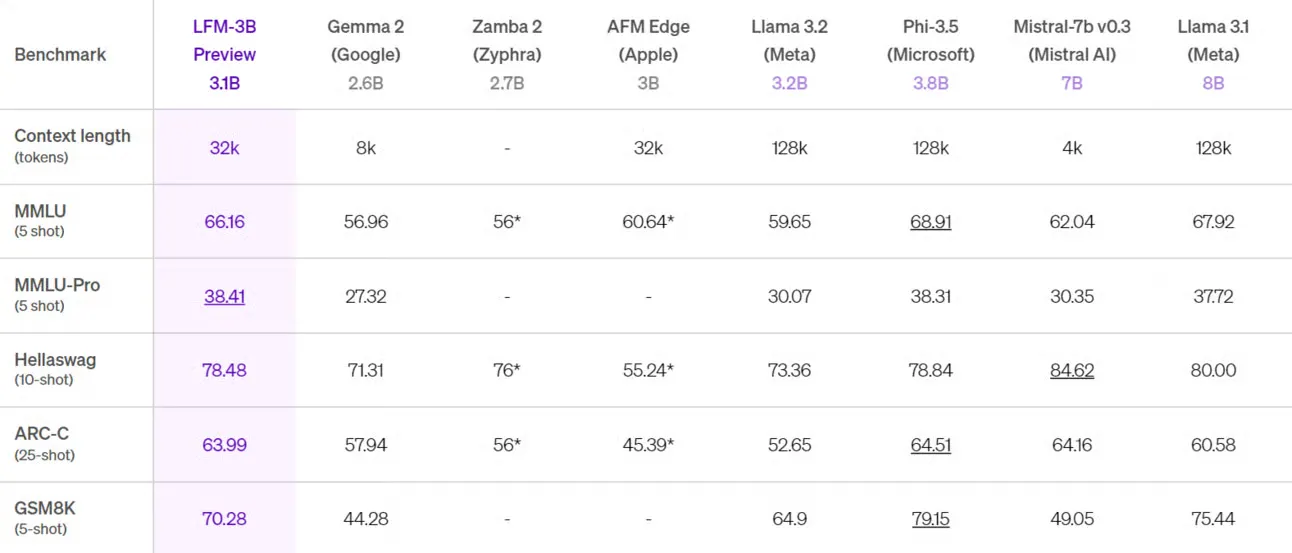 Benchmark LFM-3B Preview 3.1B Gemma 2 (Google) 2.6B Zamba 2 (Zyphra) 2.7B AFM Edge (Apple) 3B Llama 3.2 (Meta) 3.2B Phi-3.5 (Microsoft) 3.8B Mistral-7b v0.3 (Mistral AI) 7B Llama 3.1 (Meta) 8B
Context length (tokens) 32k 8k - 32k 128k 128k 4k 128k
MMLU (5 shot) 66.16 56.96 56* 60.64* 59.65 68.91 62.04 67.92
MMLU-Pro (5 shot) 38.41 27.32 - - 30.07 38.31 30.35 37.72
Hellaswag (10-shot) 78.48 71.31 76* 55.24* 73.36 78.84 84.62 80.00
ARC-C (25-shot) 63.99 57.94 56* 45.39* 52.65 64.51 64.16 60.58
GSM8K (5-shot) 70.28 44.28 - - 64.9 79.15 49.05 75.44